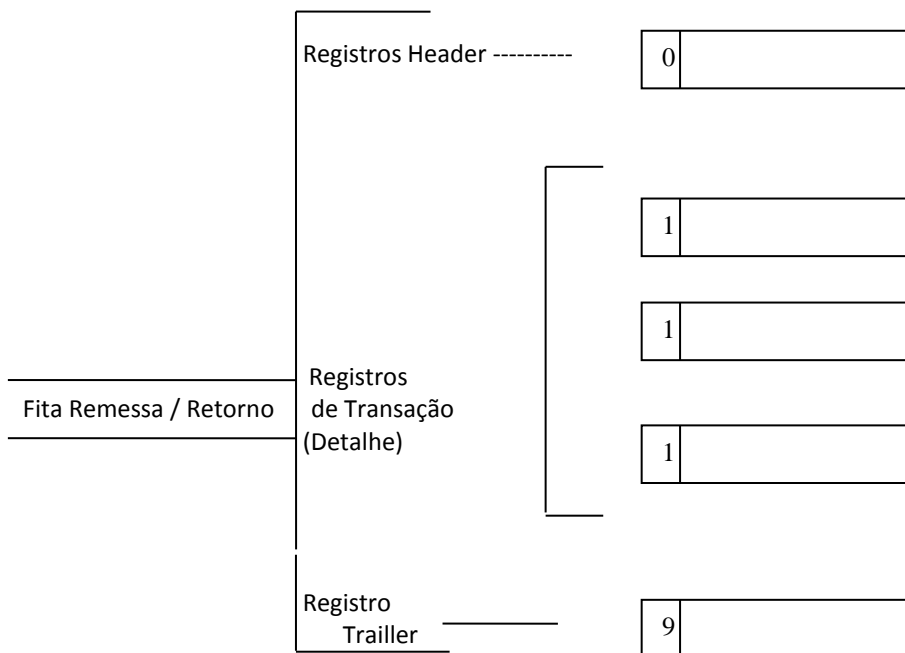 Registros Header ----------
0
1
1
Registros
de Transação
(Detalhe)
Fita Remessa / Retorno
1
Registro
Trailler
9